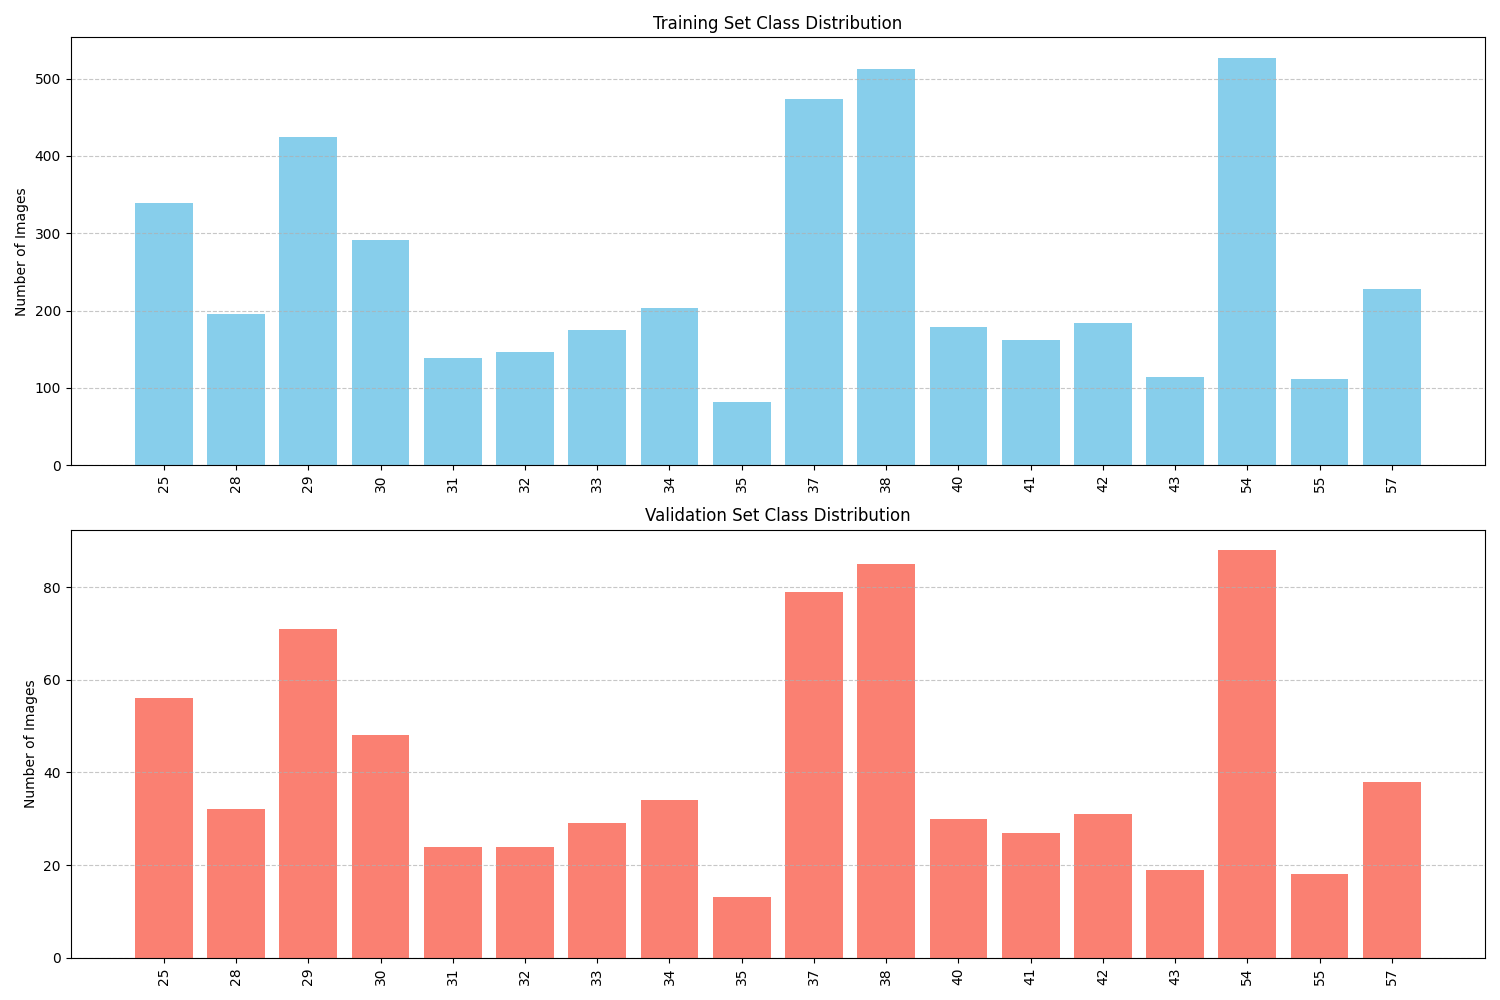 Training Set Class Distribution
Number of Images
500
400
300
200
100
0
25 28 29 30 31 32 33 34 35 37 38 40 41 42 43 54 55 57
Validation Set Class Distribution
Number of Images
80
60
40
20
0
25 28 29 30 31 32 33 34 35 37 38 40 41 42 43 54 55 57